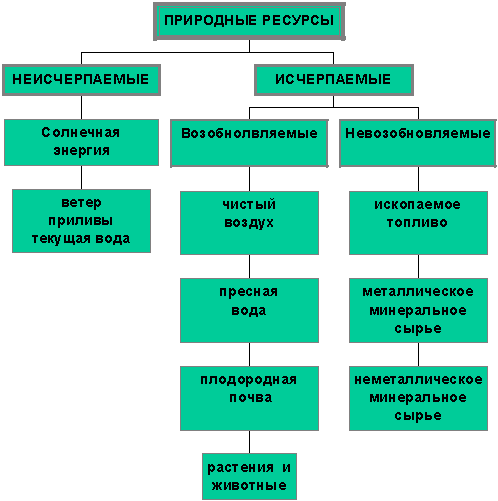 ПРИРОДНЫЕ РЕСУРСЫ
НЕИСЧЕРПАЕМЫЕ
ИСЧЕРПАЕМЫЕ
Солнечная
энергия
ветер
приливы
текущая вода
Возобнолвляемые
чистый
воздух
пресная
вода
плодородная
почва
растения и
животные
Невозобновляемые
ископаемое
топливо
металлическое
минеральное
сырье
неметаллическое
минеральное
сырье